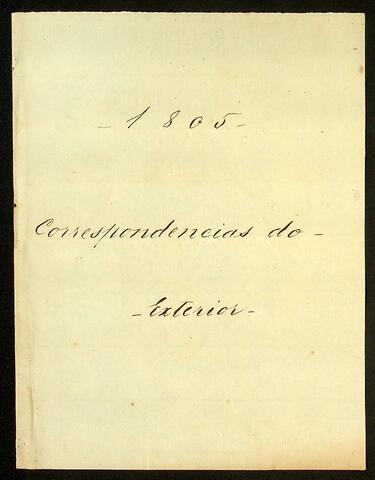 - 1805 -
Correspondencias do -
- Exterior -